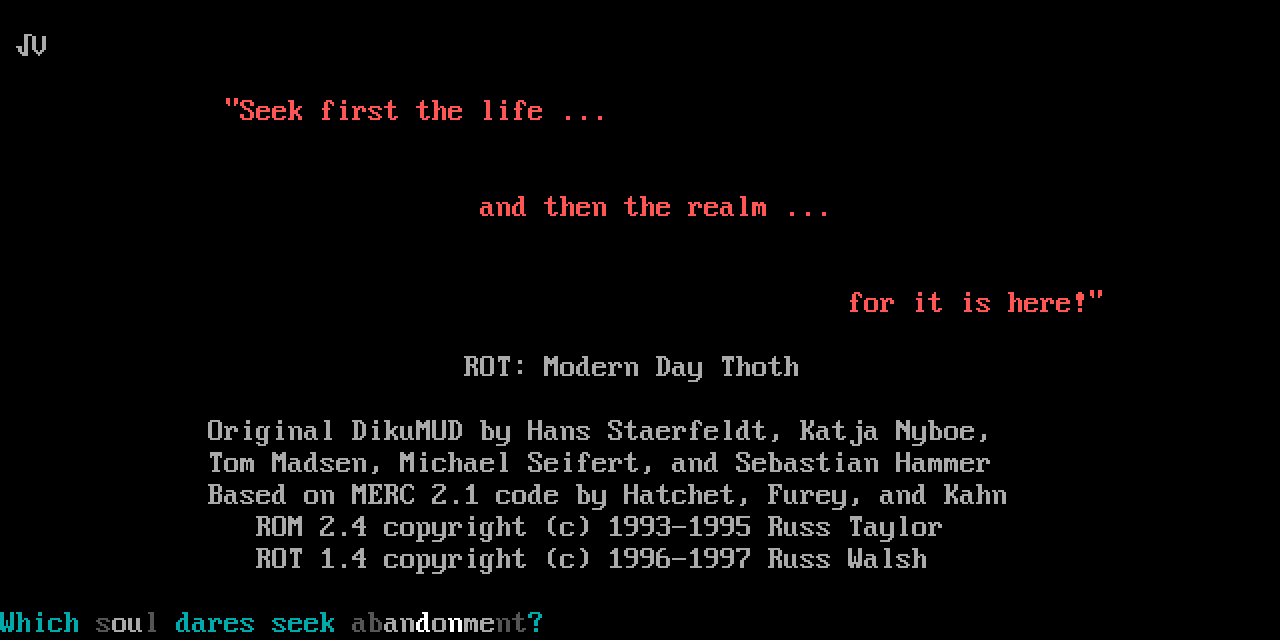 √V
"Seek first the life ...
and then the realm ...
for it is here!"
ROT: Modern Day Thoth
Original DikuMUD by Hans Staerfeldt, Katja Nyboe,
Tom Madsen, Michael Seifert, and Sebastian Hammer
Based on MERC 2.1 code by Hatchet, Furey, and Kahn
ROM 2.4 copyright (c) 1993-1995 Russ Taylor
ROT 1.4 copyright (c) 1996-1997 Russ Walsh
Which soul dares seek abandonment?